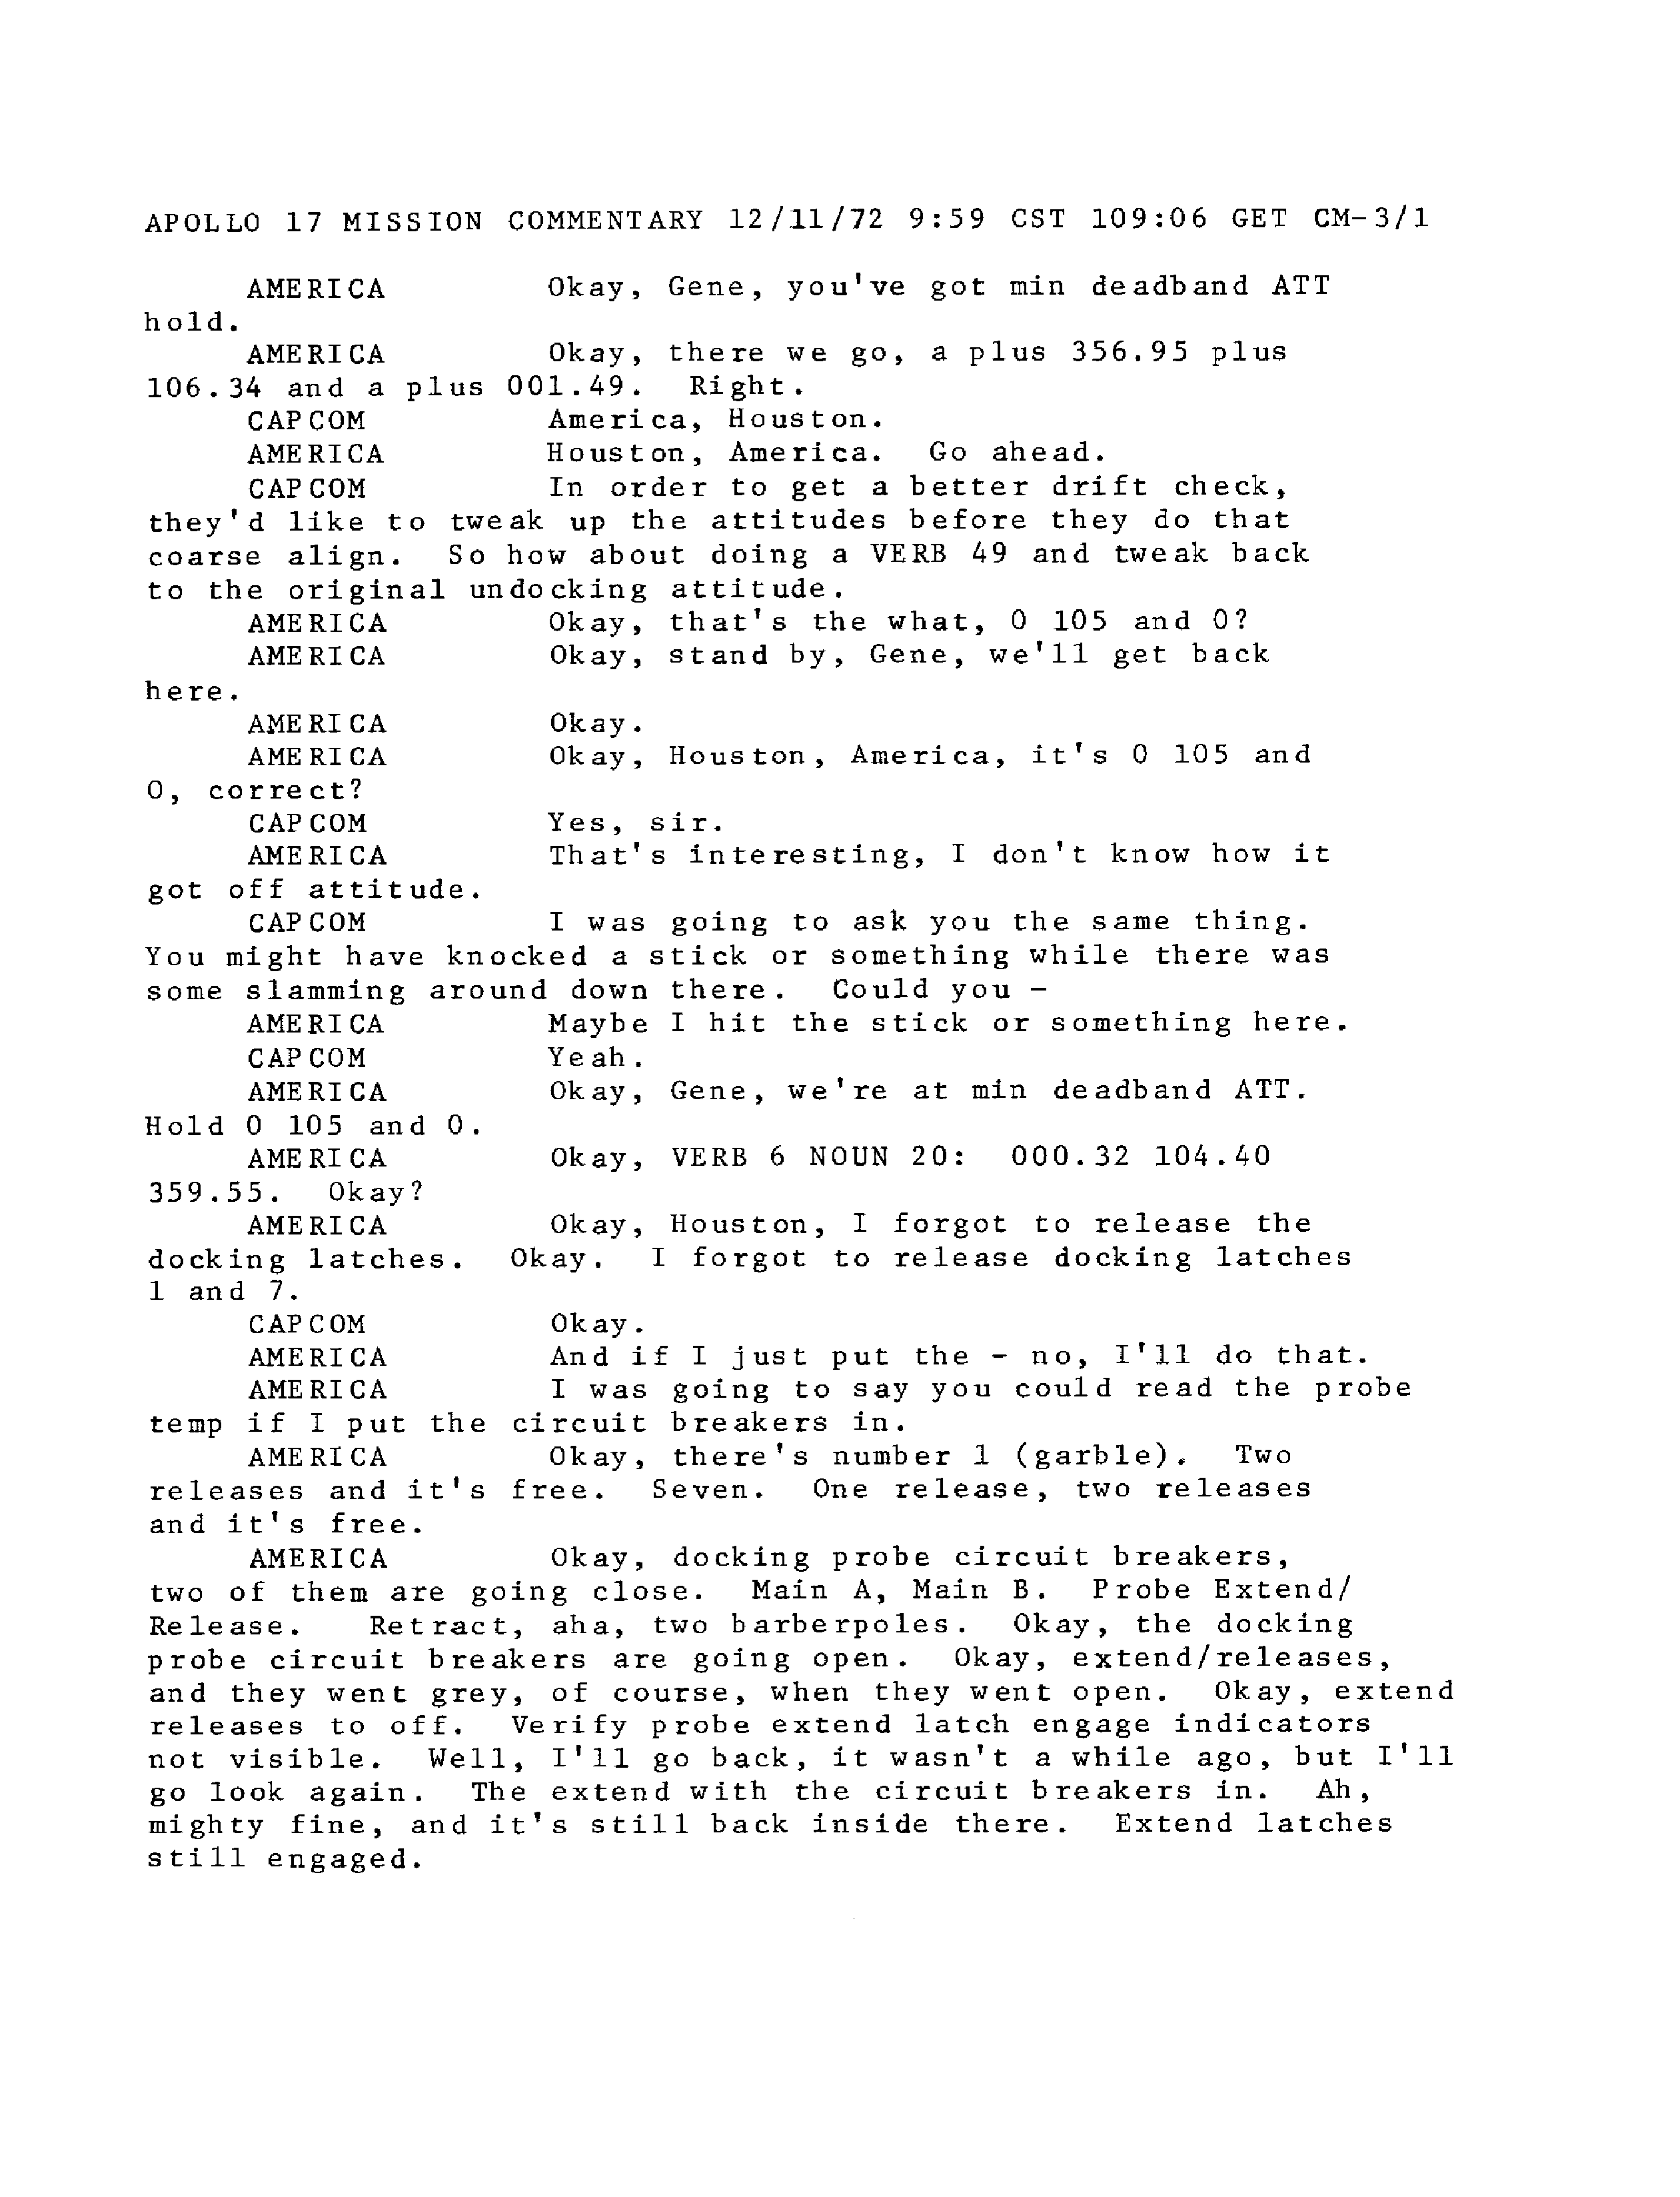 APOLLO 17 MISSION COMMENTARY 12/11/72 9:59 CST 109:06 GET CM-3/1
AMERICA Okay, Gene, you've got min deadband ATT
hold.
AMERICA Okay, there we go, a plus 356.95 plus
106.34 and a plus 001.49. Right.
CAPCOM America, Houston.
AMERICA Houston, America. Go ahead.
CAPCOM In order to get a better drift check,
they'd like to tweak up the attitudes before they do that
coarse align. So how about doing a VERB 49 and tweak back
to the original undocking attitude.
AMERICA Okay, that's the what, 0 105 and 0?
AMERICA Okay, stand by, Gene, we'll get back
here.
AMERICA Okay.
AMERICA Okay, Houston, America, it's 0 105 and
0, correct?
CAPCOM Yes, sir.
AMERICA That's interesting, I don't know how it
got off attitude.
CAPCOM I was going to ask you the same thing.
You might have knocked a stick or something while there was
some slamming around down there. Could you -
AMERICA Maybe I hit the stick or something here.
CAPCOM Yeah.
AMERICA Okay, Gene, we're at min deadband ATT.
Hold 0 105 and 0.
AMERICA Okay, VERB 6 NOUN 20: 000.32 104.40
359.55. Okay?
AMERICA Okay, Houston, I forgot to release the
docking latches. Okay. I forgot to release docking latches
1 and 7.
CAPCOM Okay.
AMERICA And if I just put the - no, I'll do that.
AMERICA I was going to say you could read the probe
temp if I put the circuit breakers in.
AMERICA Okay, there's number 1 (garble). Two
releases and it's free. Seven. One release, two releases
and it's free.
AMERICA Okay, docking probe circuit breakers,
two of them are going close. Main A, Main B. Probe Extend/
Release. Retract, aha, two barberpoles. Okay, the docking
probe circuit breakers are going open. Okay, extend/releases,
and they went grey, of course, when they went open. Okay, extend
releases to off. Verify probe extend latch engage indicators
not visible. Well, I'll go back, it wasn't a while ago, but I'll
go look again. The extend with the circuit breakers in. Ah,
mighty fine, and it's still back inside there. Extend latches
still engaged.